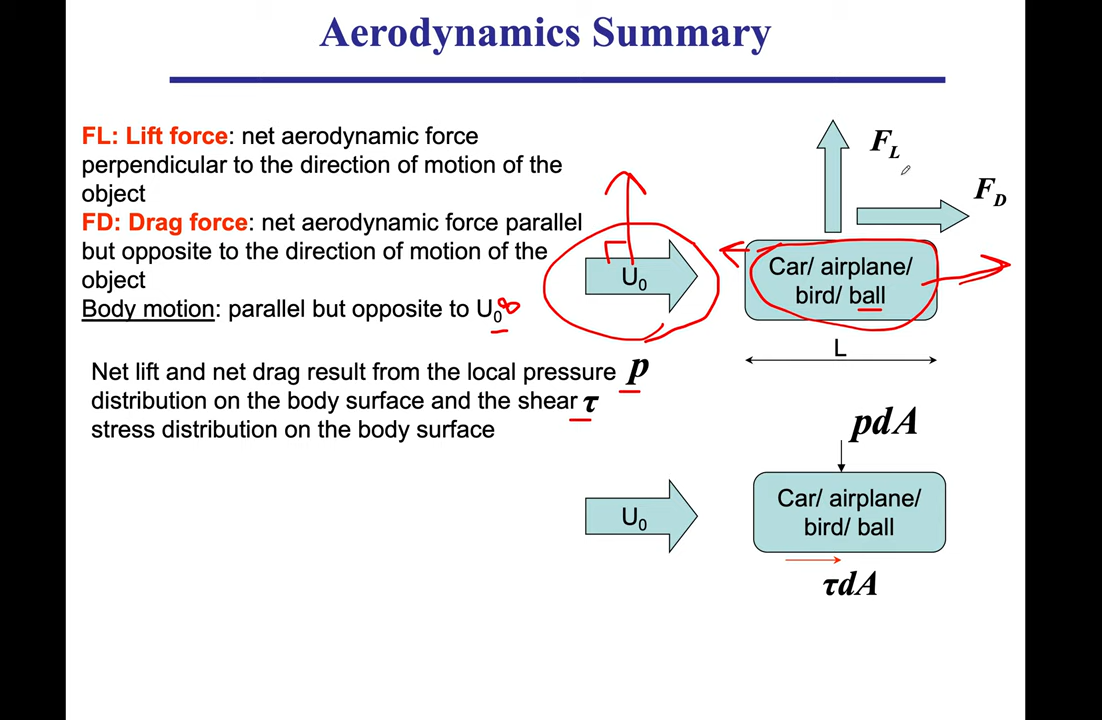 Aerodynamics Summary
FL: Lift force: net aerodynamic force
perpendicular to the direction of motion of the
object
FD: Drag force: net aerodynamic force parallel
but opposite to the direction of motion of the
object
Body motion: parallel but opposite to U₀∞
Net lift and net drag result from the local pressure p
distribution on the body surface and the shear τ
stress distribution on the body surface
F_L
F_D
U₀
Car/ airplane/
bird/ ball
L
pdA
U₀
Car/ airplane/
bird/ ball
τdA